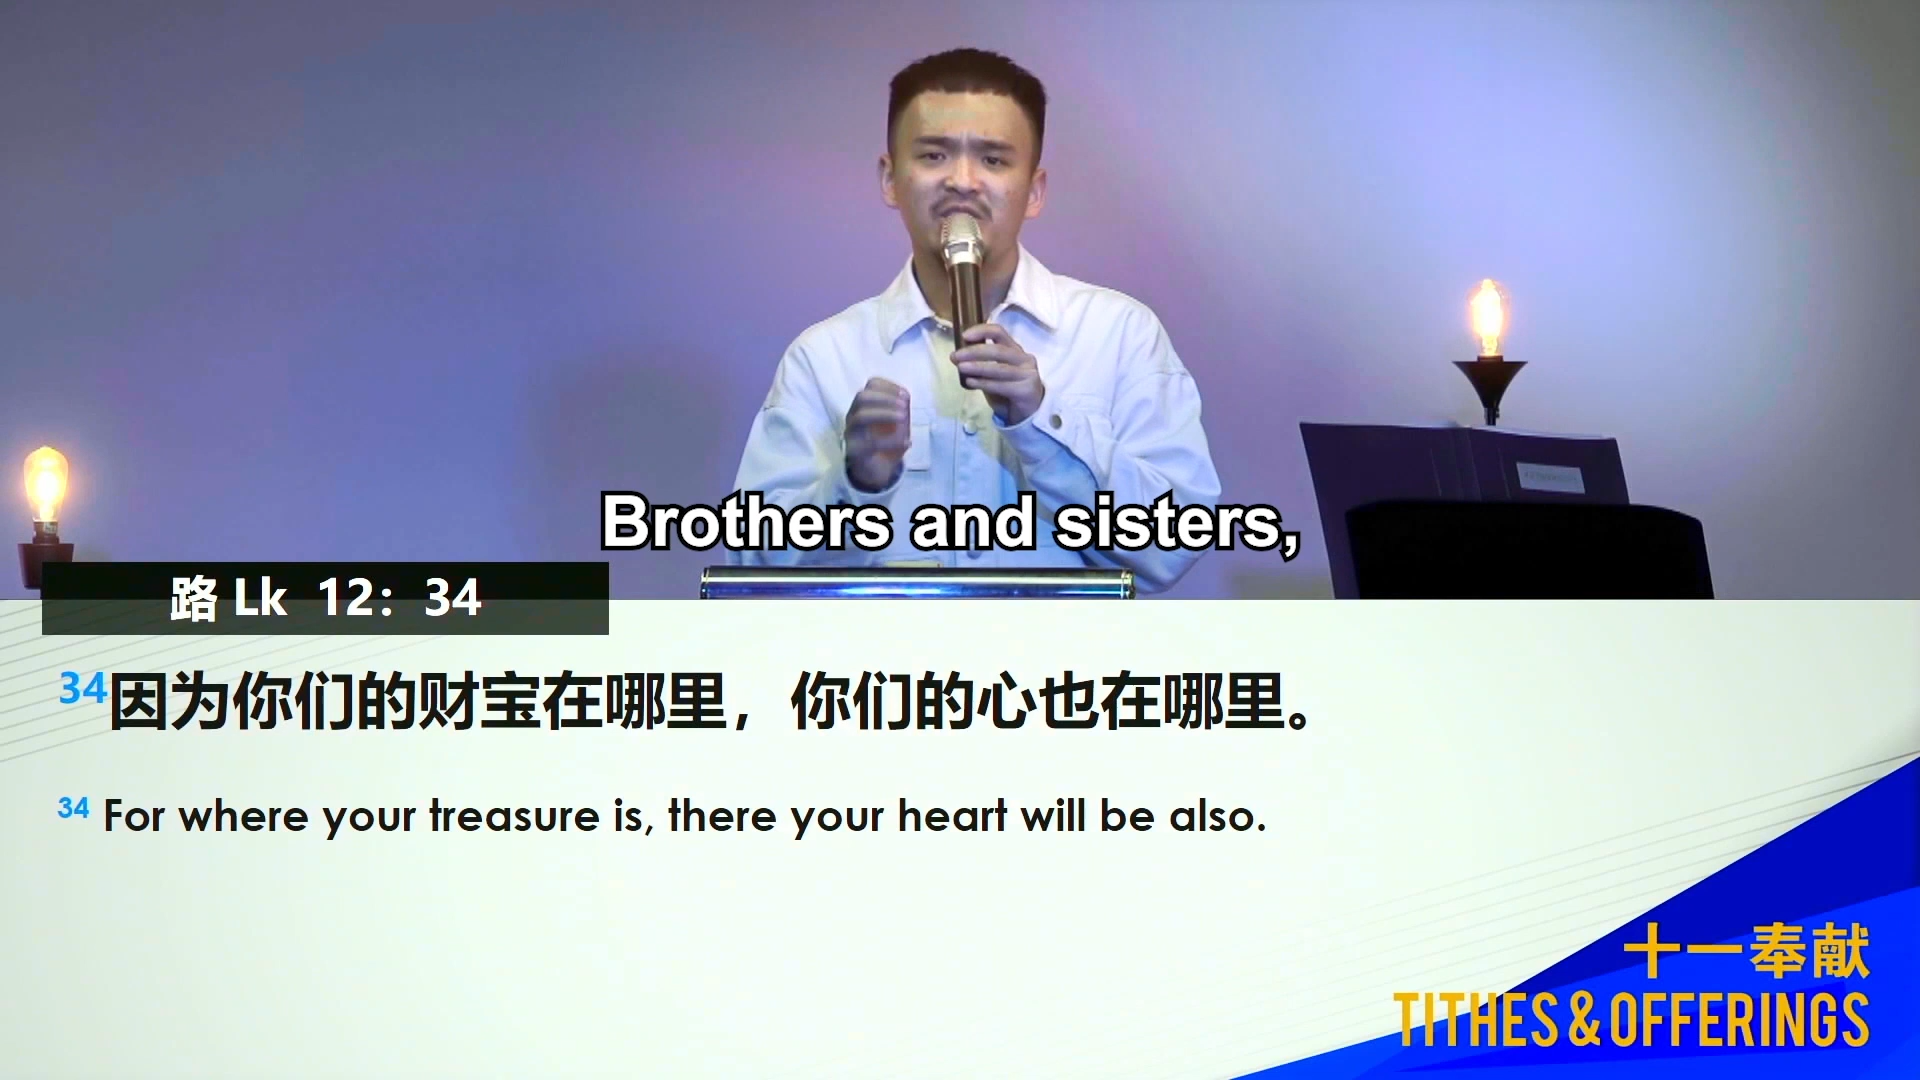 Brothers and sisters,
路 Lk 12：34
34因为你们的财宝在哪里，你们的心也在哪里。
34 For where your treasure is, there your heart will be also.
十一奉献
TITHES & OFFERINGS